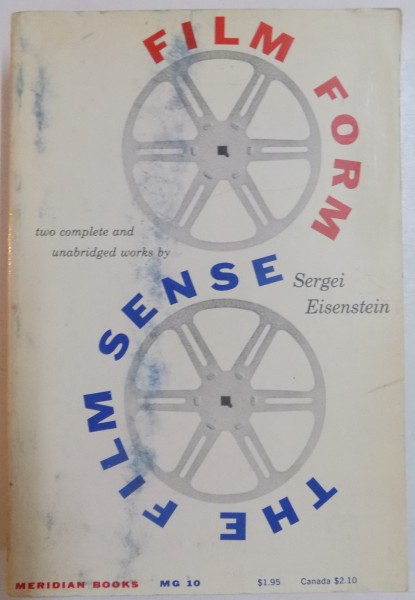 FILM FORM
two complete and
unabridged works by
THE FILM SENSE
Sergei
Eisenstein
MERIDIAN BOOKS MG 10 $1.95 Canada $2.10